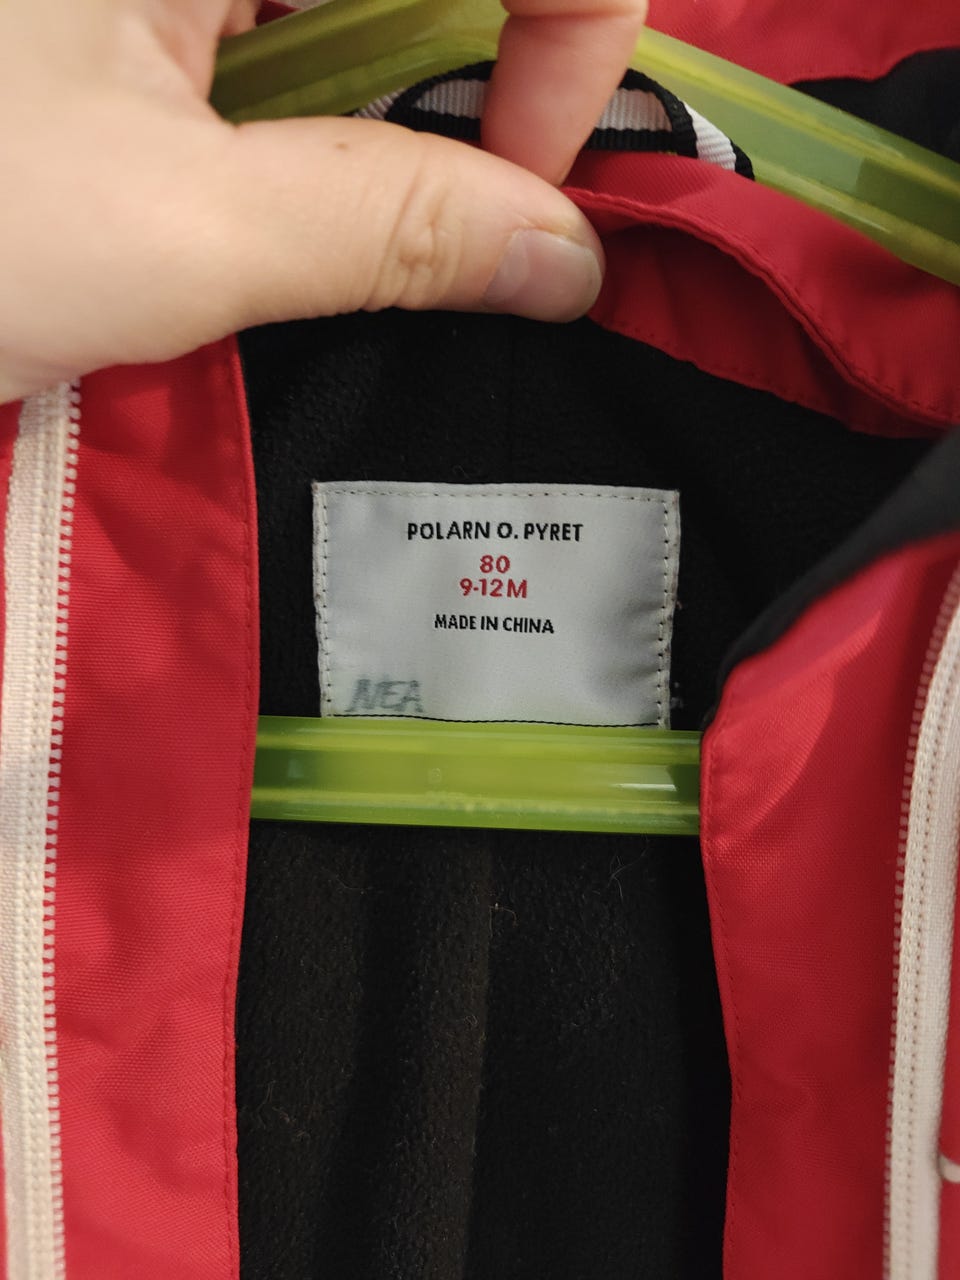 POLARN O. PYRET
80
9-12M
MADE IN CHINA
NEA